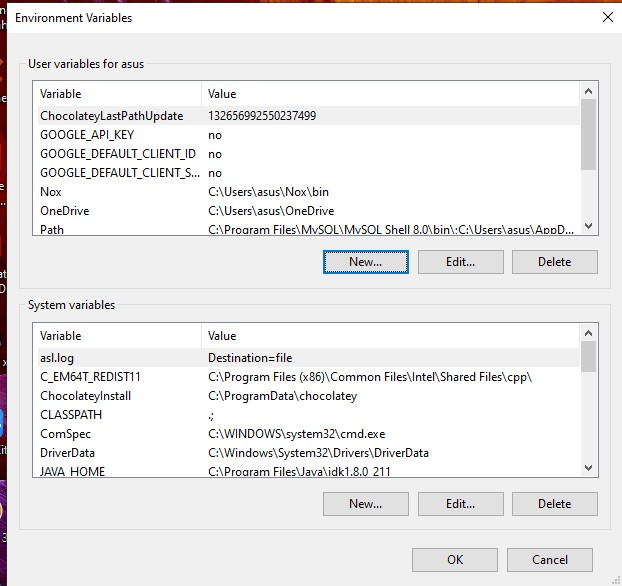 Environment Variables
User variables for asus
Variable Value
ChocolateyLastPathUpdate 132656992550237499
GOOGLE_API_KEY no
GOOGLE_DEFAULT_CLIENT_ID no
GOOGLE_DEFAULT_CLIENT_S... no
Nox C:\Users\asus\Nox\bin
OneDrive C:\Users\asus\OneDrive
Path C:\Program Files\MySQL\MySQL Shell 8.0\bin\;C:\Users\asus\AppD...
New... Edit... Delete
System variables
Variable Value
asl.log Destination=file
C_EM64T_REDIST11 C:\Program Files (x86)\Common Files\Intel\Shared Files\cpp\
ChocolateyInstall C:\ProgramData\chocolatey
CLASSPATH .;
ComSpec C:\WINDOWS\system32\cmd.exe
DriverData C:\Windows\System32\Drivers\DriverData
JAVA_HOME C:\Program Files\Java\jdk1.8.0_211
New... Edit... Delete
OK Cancel